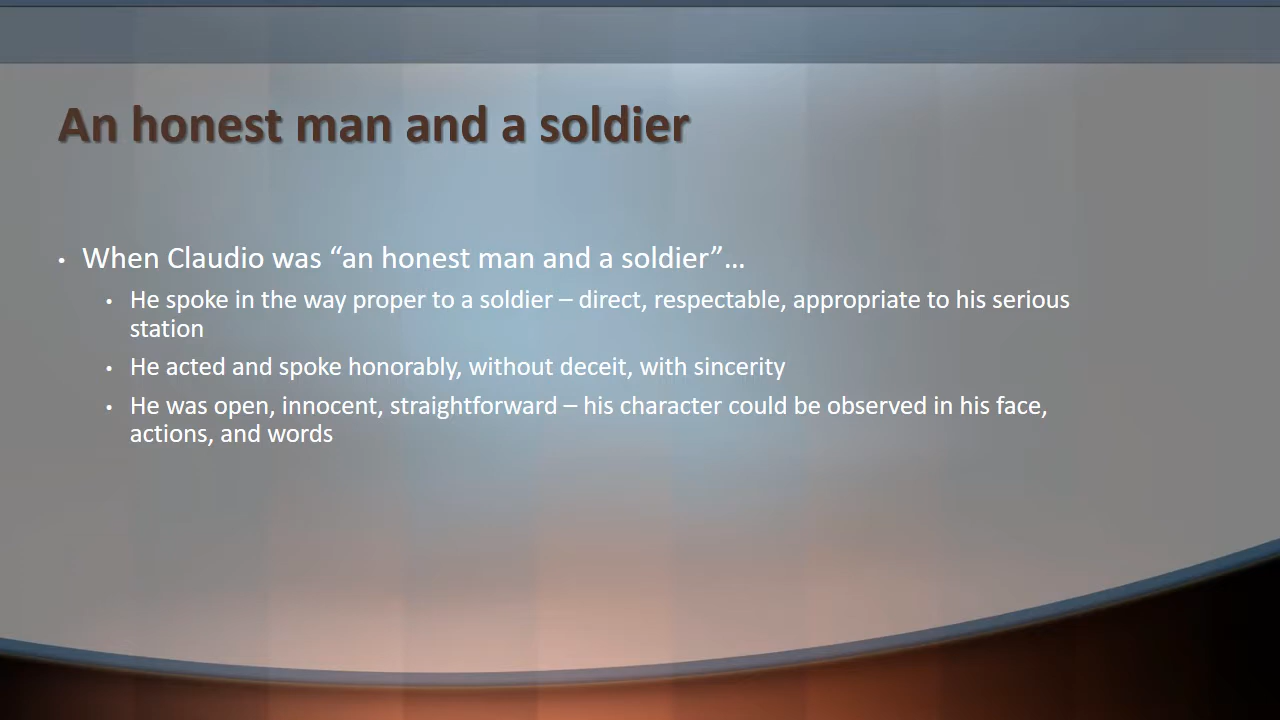 An honest man and a soldier
• When Claudio was “an honest man and a soldier”…
• He spoke in the way proper to a soldier – direct, respectable, appropriate to his serious
station
• He acted and spoke honorably, without deceit, with sincerity
• He was open, innocent, straightforward – his character could be observed in his face,
actions, and words